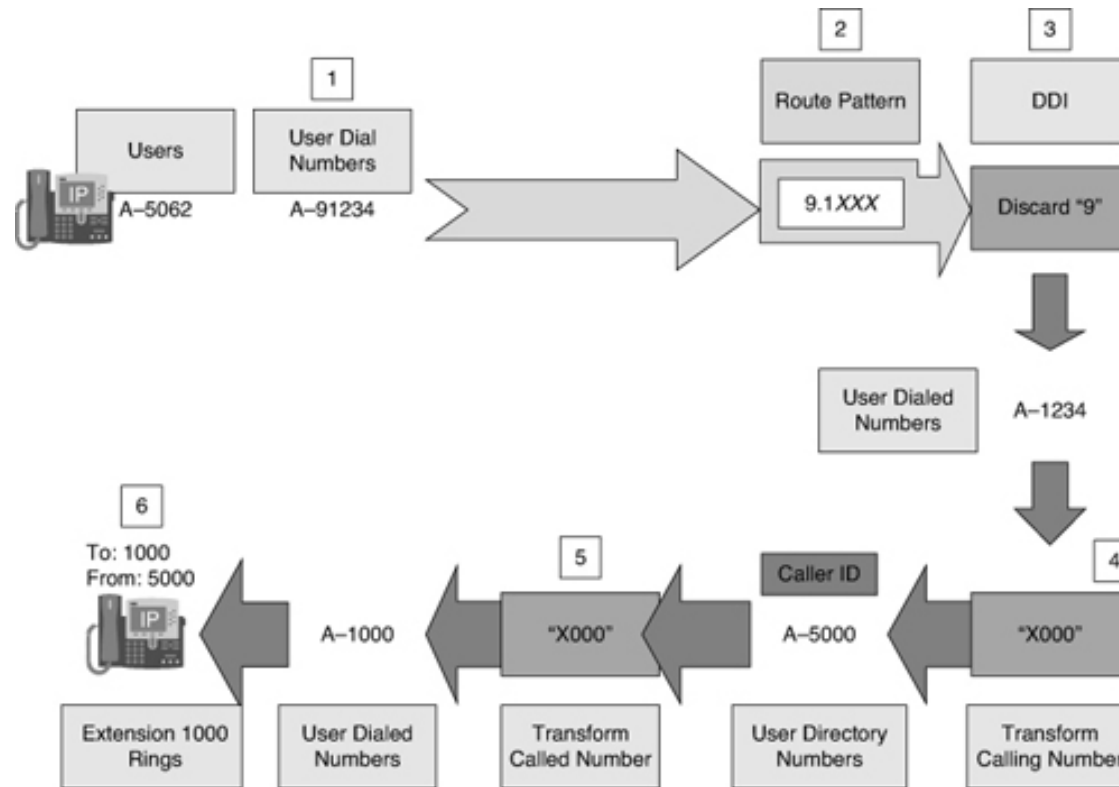 1
2
3
Users
User Dial
Numbers
Route Pattern
DDI
IP
A–5062
A–91234
9.1XXX
Discard "9"
User Dialed
Numbers
A–1234
6
To: 1000
From: 5000
5
Caller ID
4
IP
A–1000
"X000"
A–5000
"X000"
Extension 1000
Rings
User Dialed
Numbers
Transform
Called Number
User Directory
Numbers
Transform
Calling Number